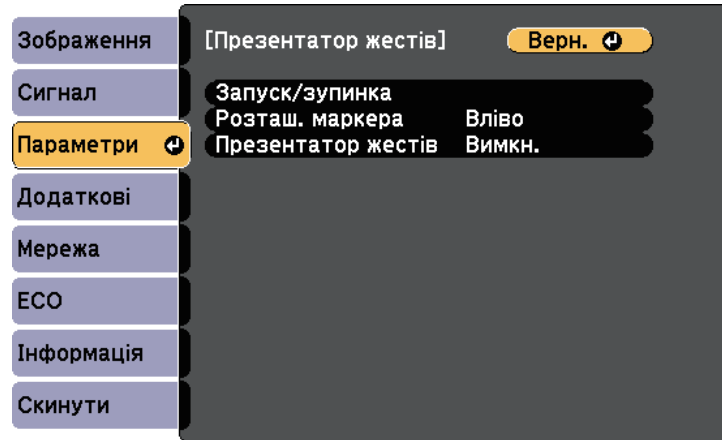 Зображення
Сигнал
Параметри
Додаткові
Мережа
ECO
Інформація
Скинути
[Презентатор жестів] Верн.
Запуск/зупинка
Розташ. маркера Вліво
Презентатор жестів Вимкн.